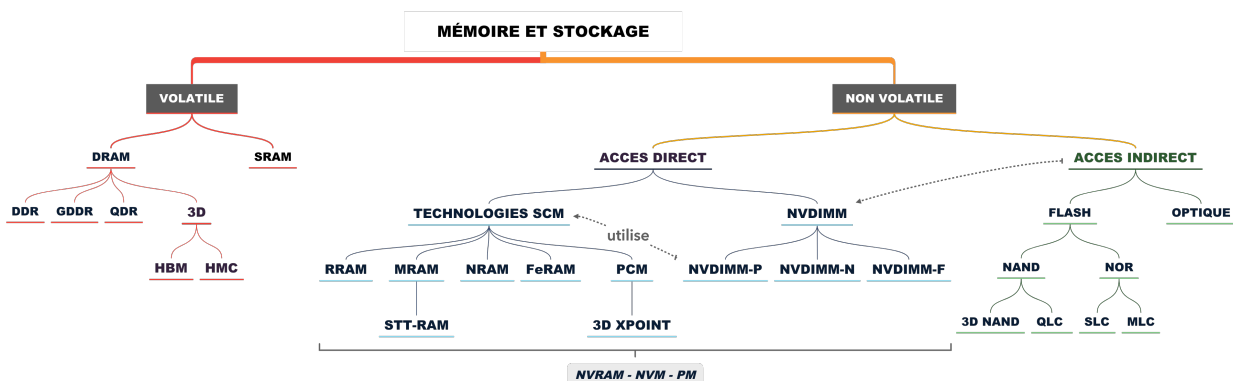 MÉMOIRE ET STOCKAGE
VOLATILE
NON VOLATILE
DRAM
SRAM
ACCES DIRECT
ACCES INDIRECT
DDR
GDDR
QDR
3D
TECHNOLOGIES SCM
NVDIMM
FLASH
OPTIQUE
utilise
HBM
HMC
RRAM
MRAM
NRAM
FeRAM
PCM
NVDIMM-P
NVDIMM-N
NVDIMM-F
NAND
NOR
STT-RAM
3D XPOINT
3D NAND
QLC
SLC
MLC
NVRAM - NVM - PM